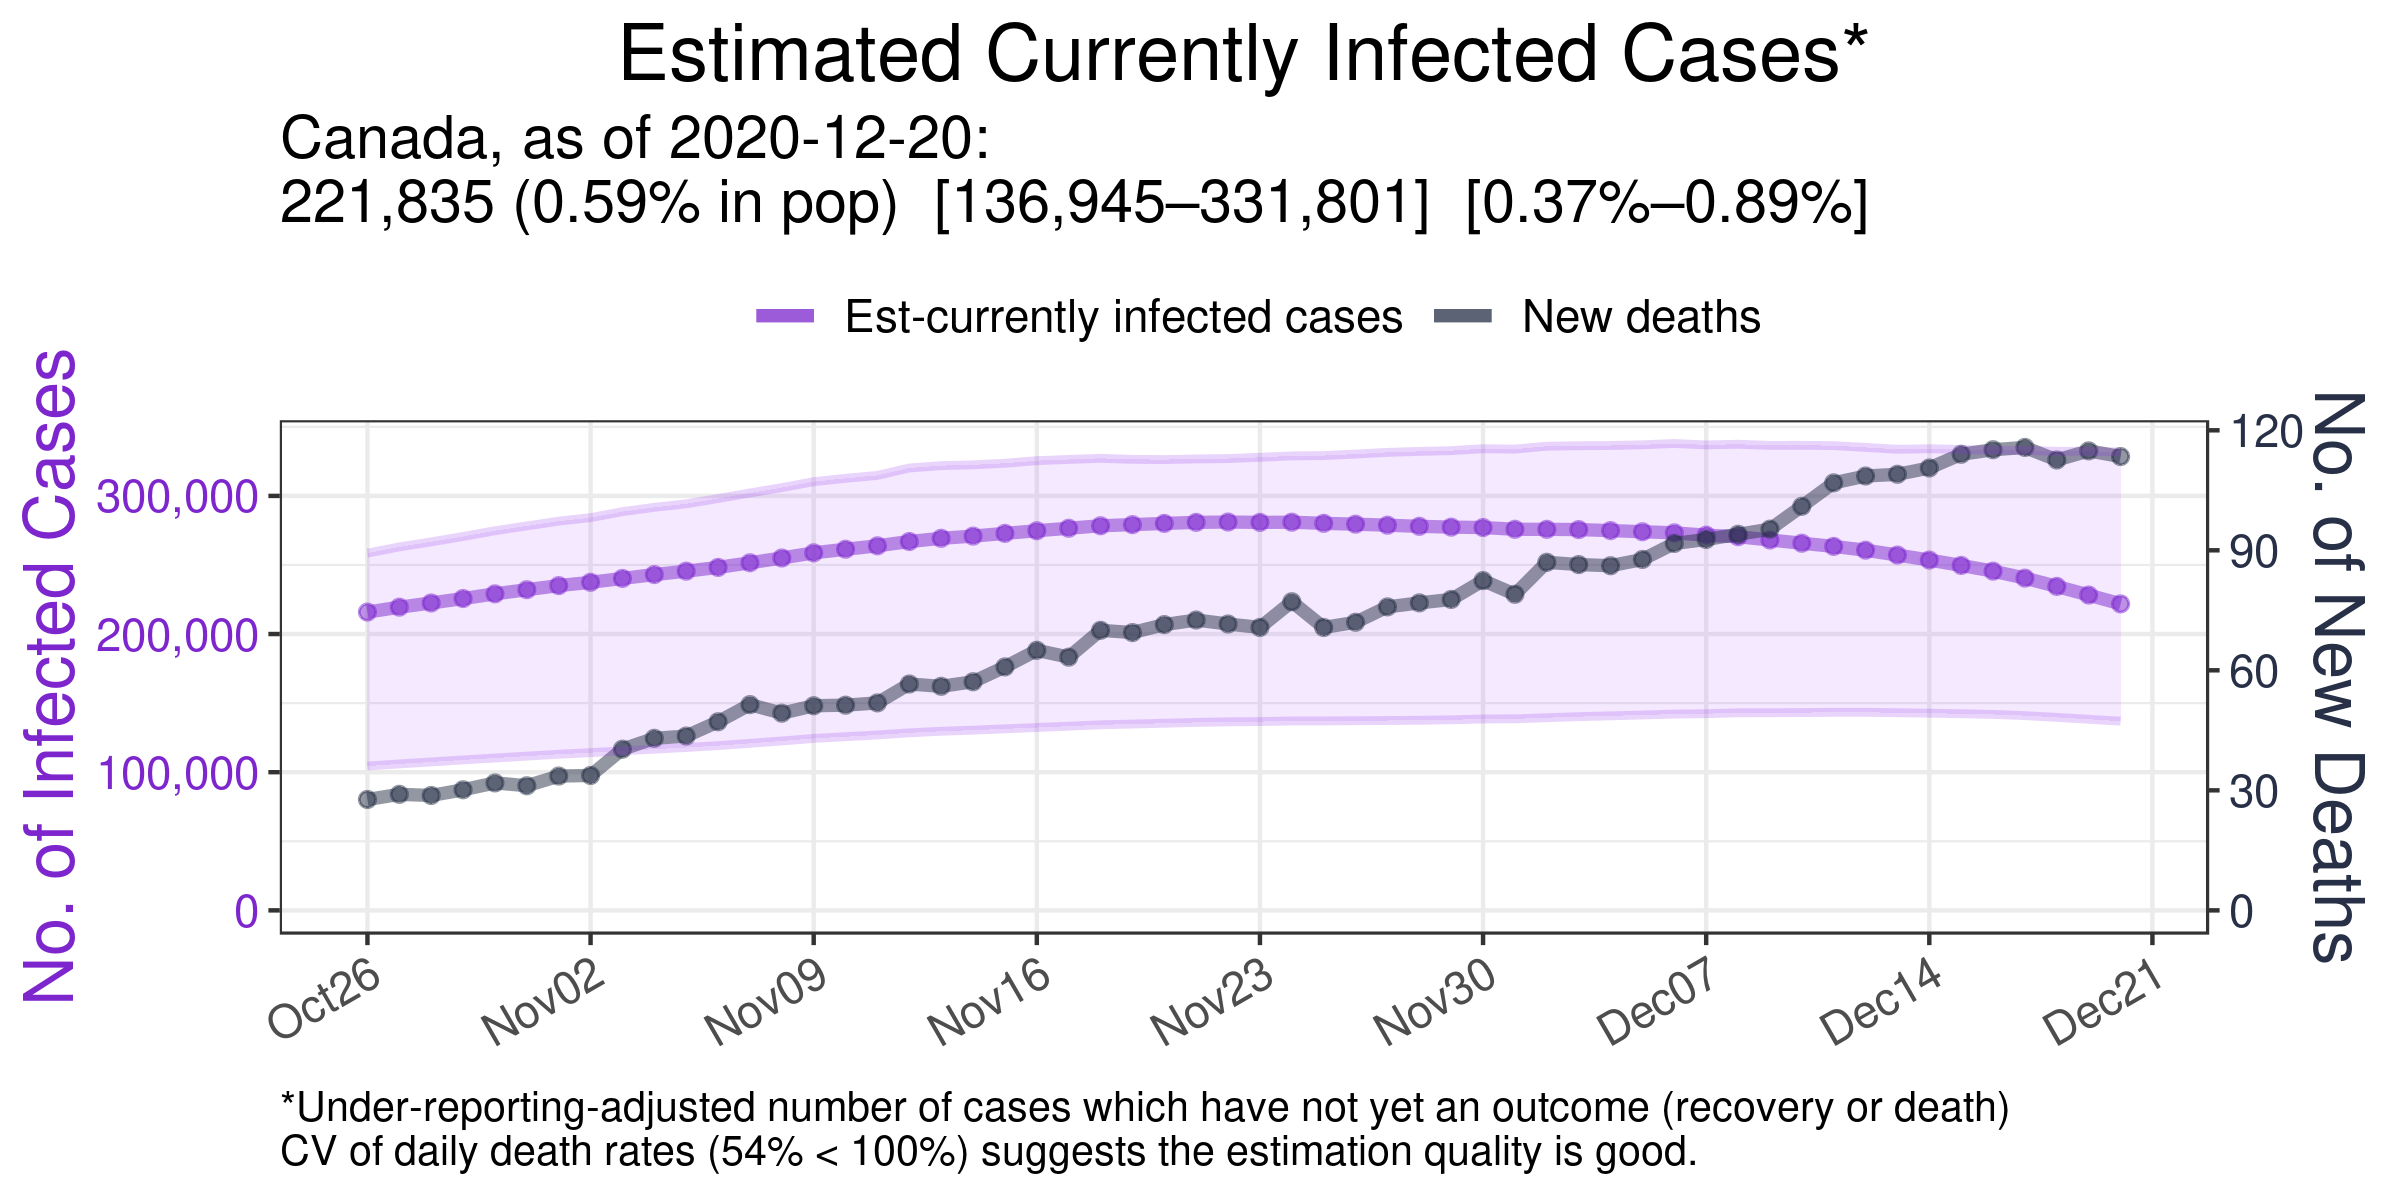 Estimated Currently Infected Cases*
Canada, as of 2020-12-20:
221,835 (0.59% in pop)  [136,945–331,801]  [0.37%–0.89%]
Est-currently infected cases
New deaths
No. of Infected Cases
300,000
200,000
100,000
0
120
90
60
30
0
No. of New Deaths
Oct26
Nov02
Nov09
Nov16
Nov23
Nov30
Dec07
Dec14
Dec21
*Under-reporting-adjusted number of cases which have not yet an outcome (recovery or death)
CV of daily death rates (54% < 100%) suggests the estimation quality is good.